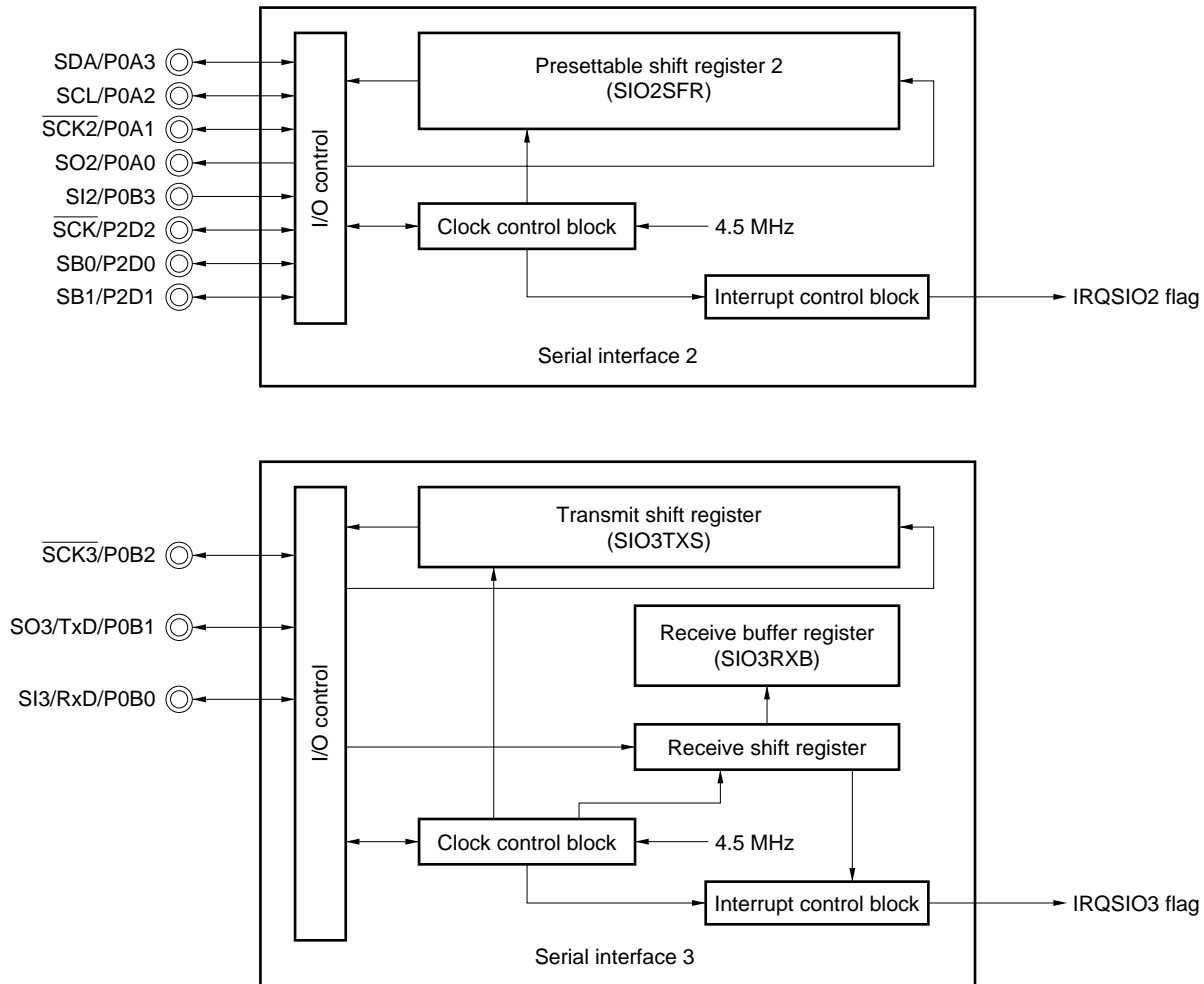 SDA/P0A3
SCL/P0A2
S̅C̅K̅2̅/P0A1
SO2/P0A0
SI2/P0B3
S̅C̅K̅/P2D2
SB0/P2D0
SB1/P2D1
I/O control
Presettable shift register 2
(SIO2SFR)
Clock control block
4.5 MHz
Interrupt control block
IRQSIO2 flag
Serial interface 2
S̅C̅K̅3̅/P0B2
SO3/TxD/P0B1
SI3/RxD/P0B0
I/O control
Transmit shift register
(SIO3TXS)
Receive buffer register
(SIO3RXB)
Receive shift register
Clock control block
4.5 MHz
Interrupt control block
IRQSIO3 flag
Serial interface 3